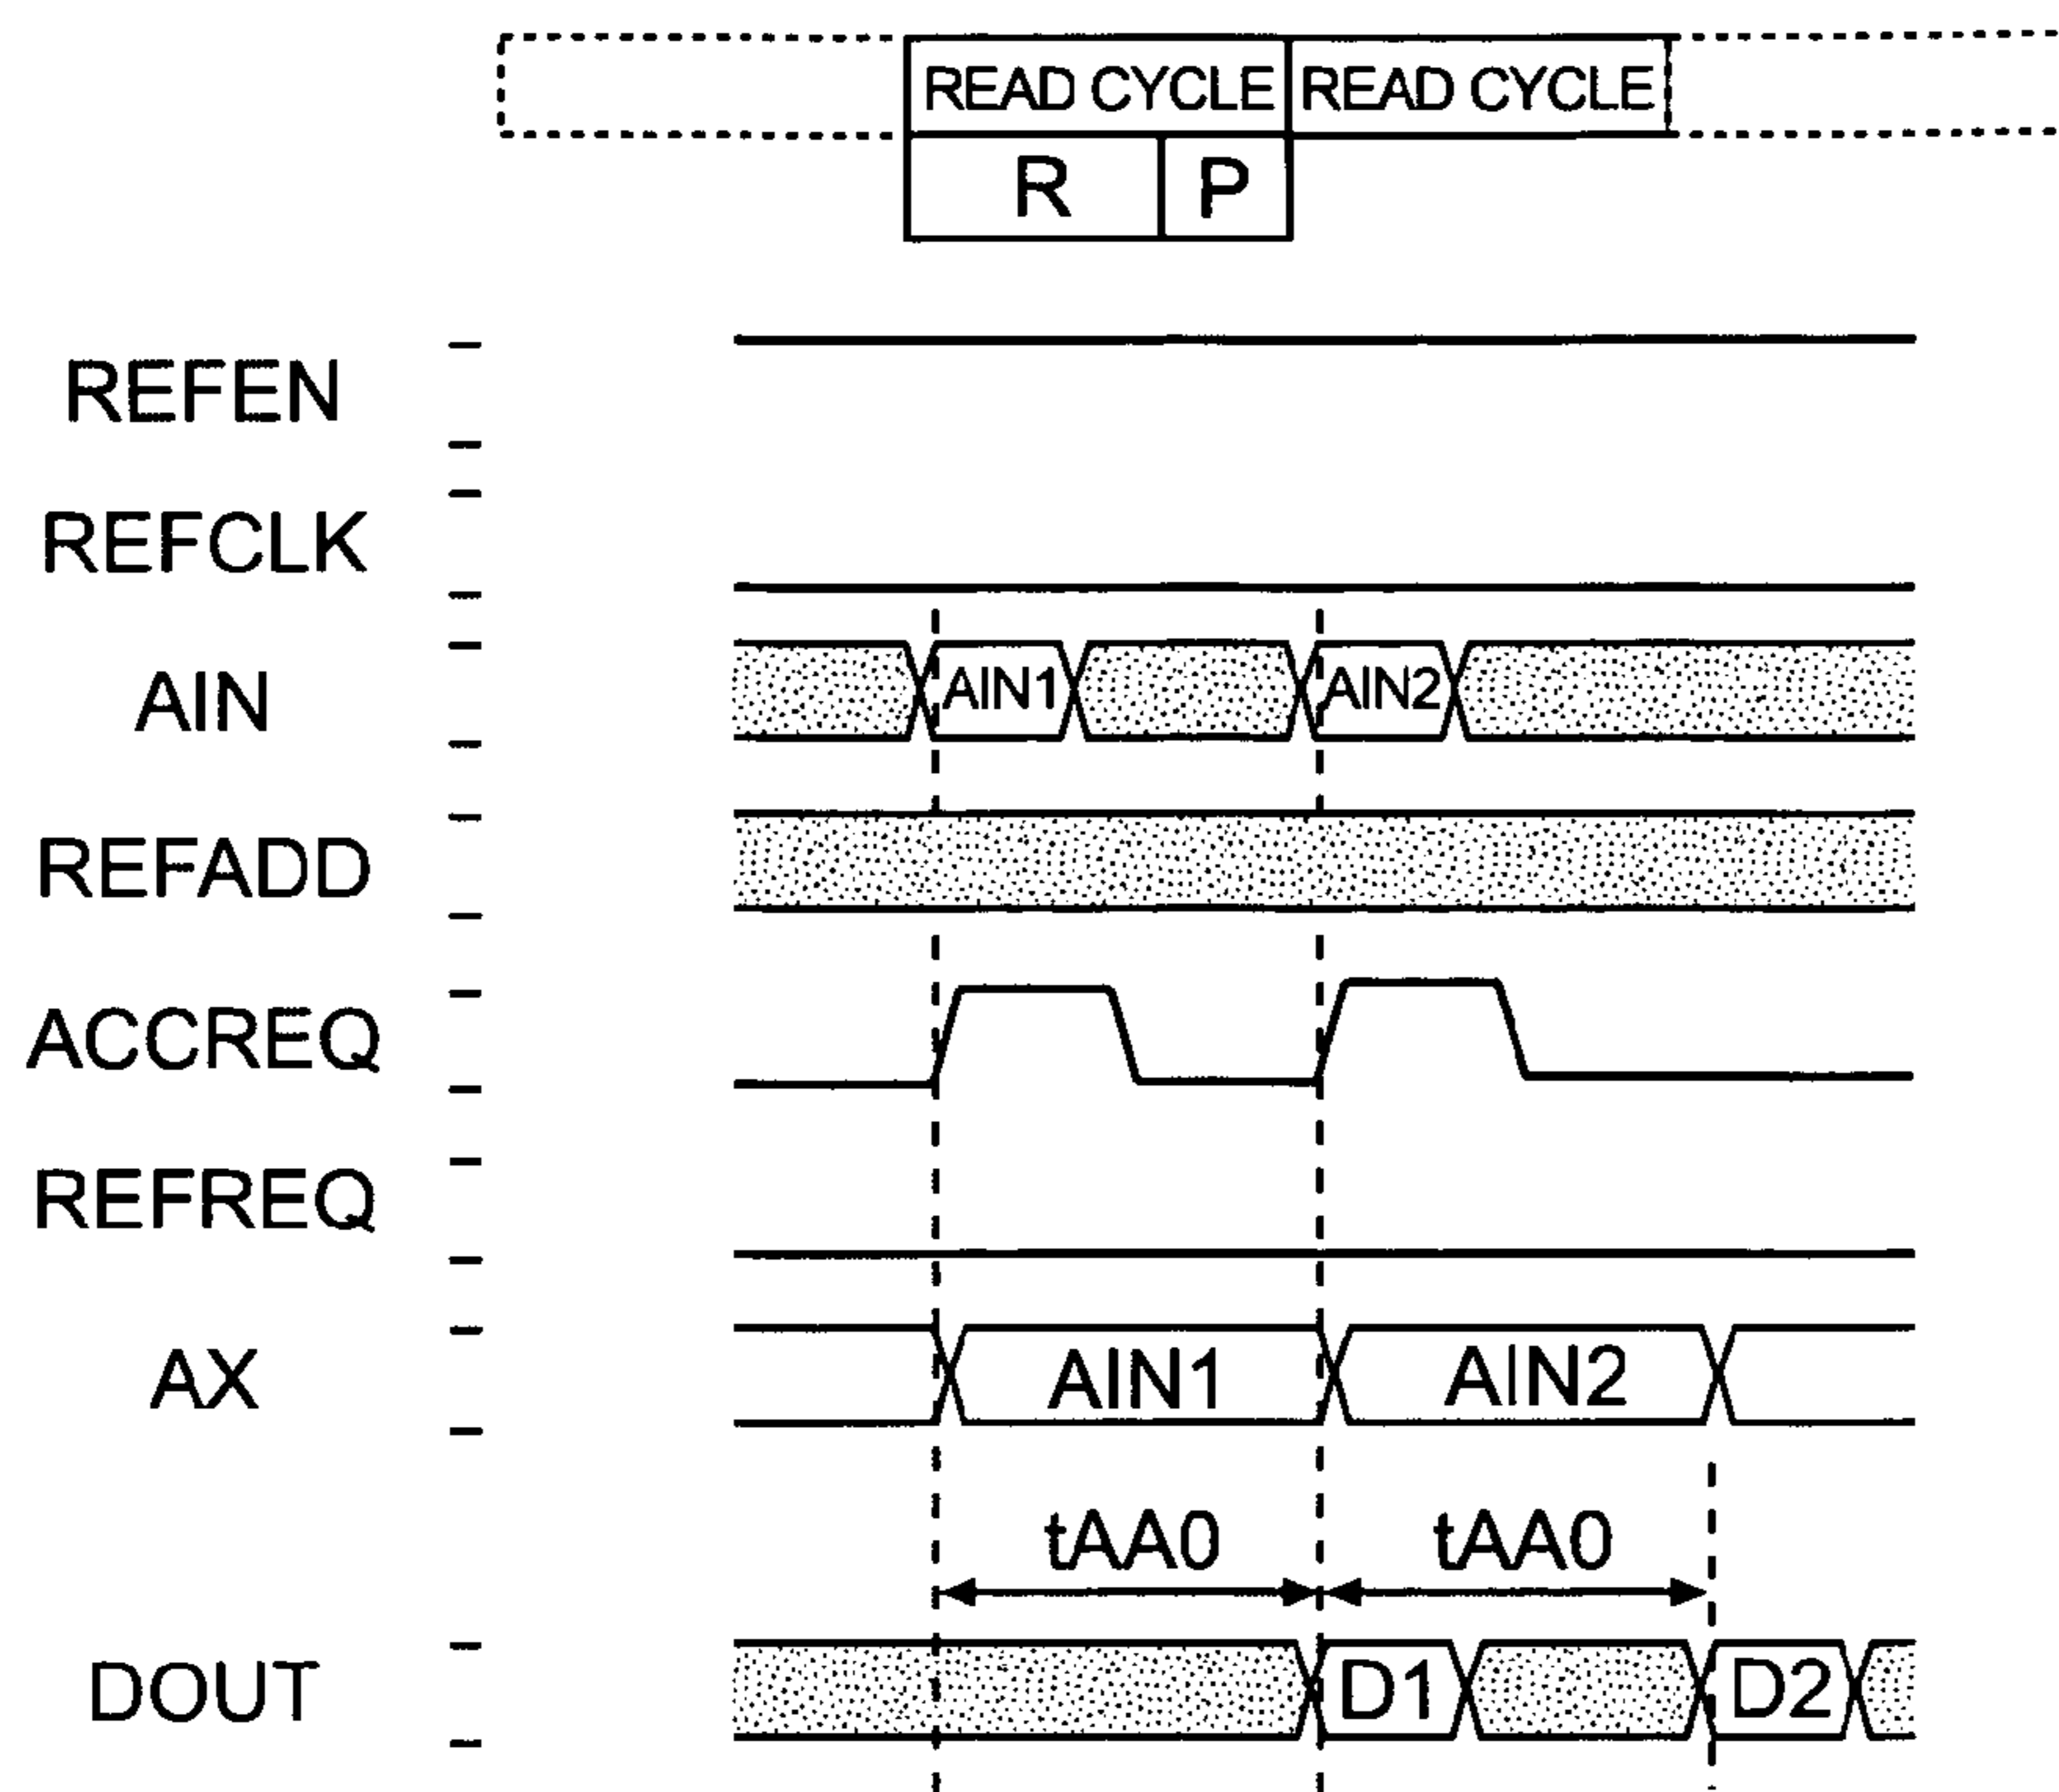 READ CYCLE READ CYCLE
R P
REFEN
REFCLK
AIN AIN1 AIN2
REFADD
ACCREQ
REFREQ
AX AIN1 AIN2
tAA0 tAA0
DOUT D1 D2